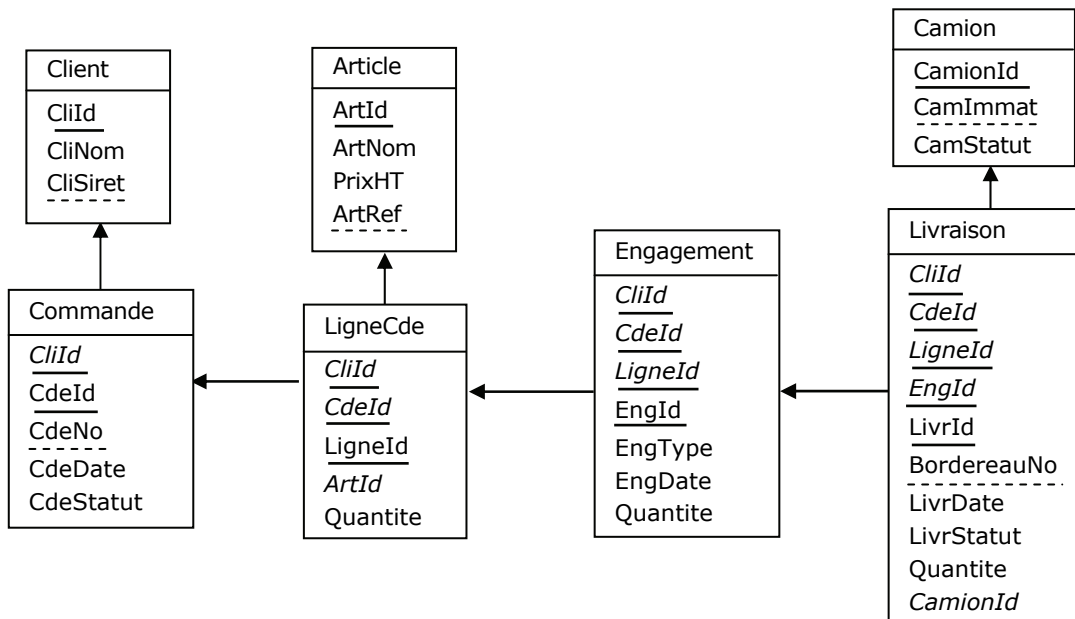 Client
CliId
CliNom
CliSiret
Article
ArtId
ArtNom
PrixHT
ArtRef
Camion
CamionId
CamImmat
CamStatut
Commande
CliId
CdeId
CdeNo
CdeDate
CdeStatut
LigneCde
CliId
CdeId
LigneId
ArtId
Quantite
Engagement
CliId
CdeId
LigneId
EngId
EngType
EngDate
Quantite
Livraison
CliId
CdeId
LigneId
EngId
LivrId
BordereauNo
LivrDate
LivrStatut
Quantite
CamionId